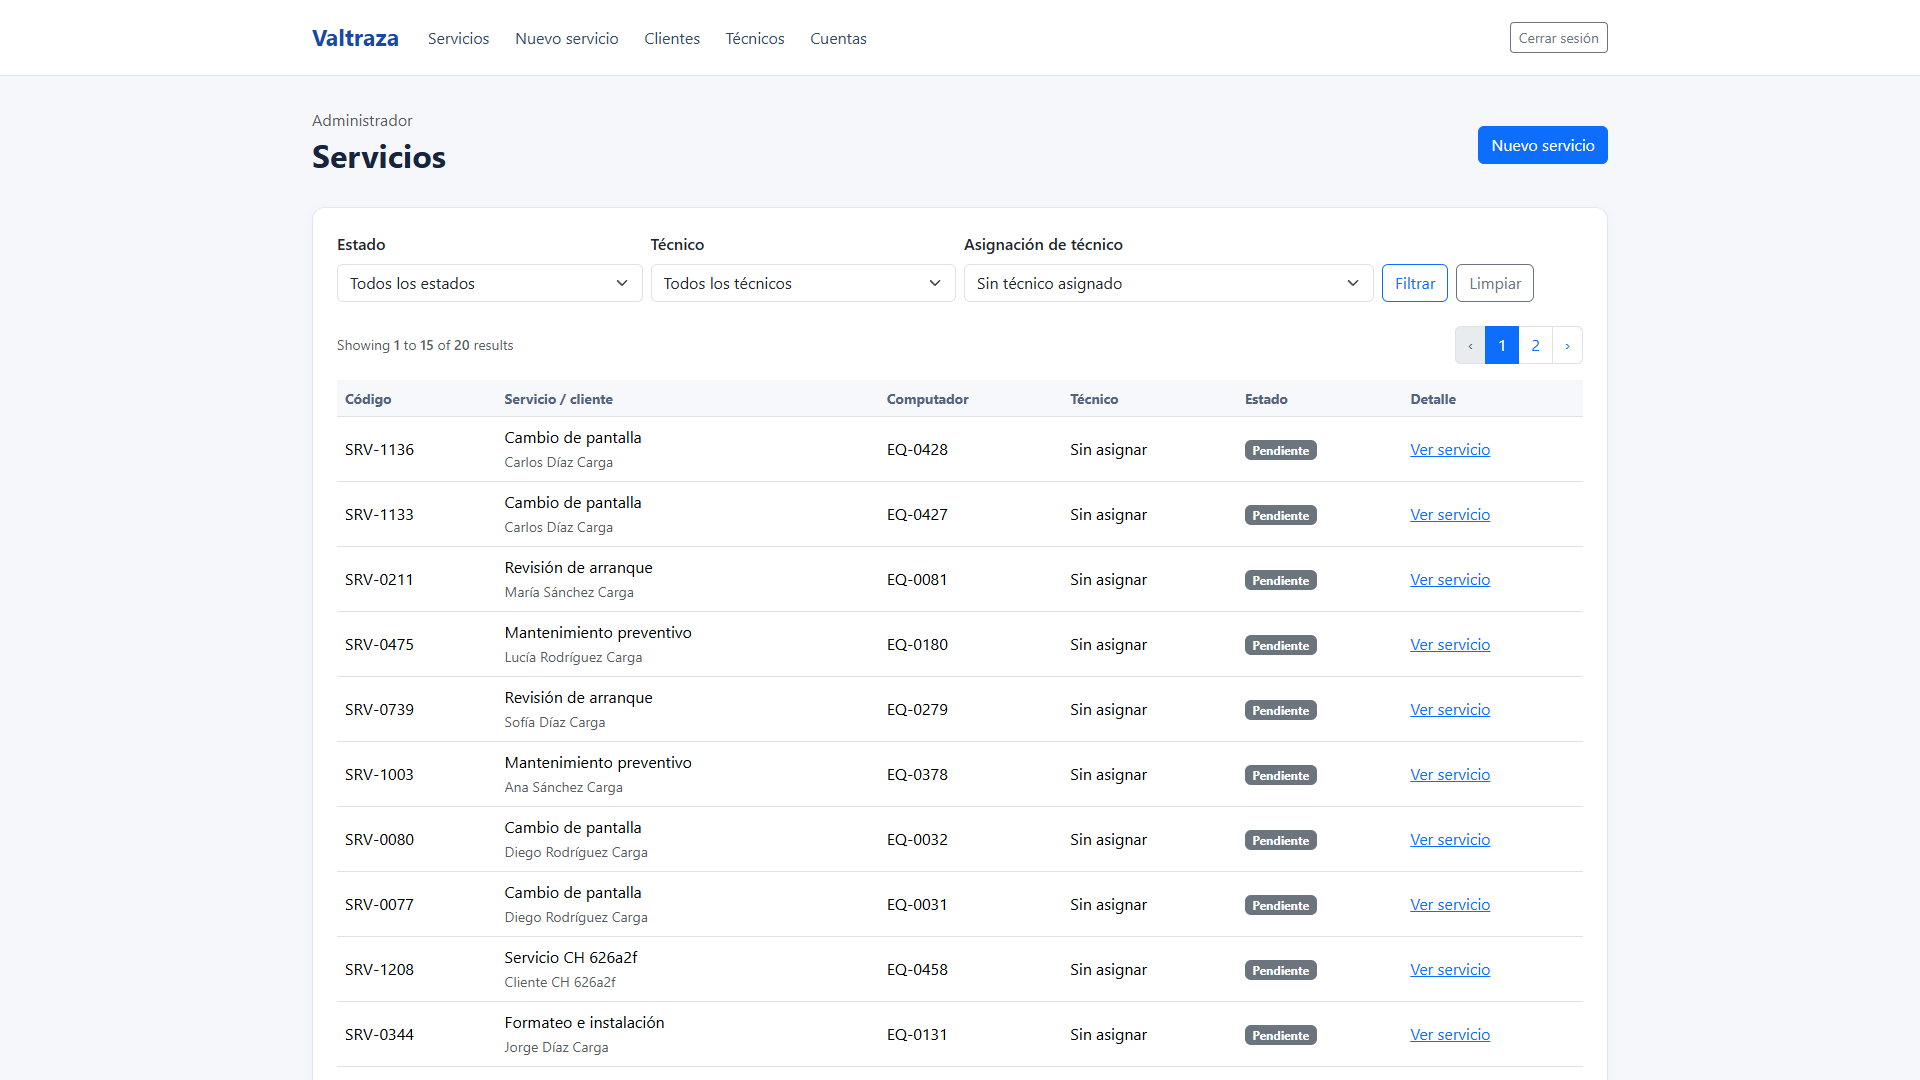 Valtraza Servicios Nuevo servicio Clientes Técnicos Cuentas Cerrar sesión
Administrador
Servicios
Nuevo servicio
Estado Técnico Asignación de técnico
Todos los estados Todos los técnicos Sin técnico asignado Filtrar Limpiar
Showing 1 to 15 of 20 results ‹ 1 2 ›
Código Servicio / cliente Computador Técnico Estado Detalle
SRV-1136 Cambio de pantalla EQ-0428 Sin asignar Pendiente Ver servicio
Carlos Díaz Carga
SRV-1133 Cambio de pantalla EQ-0427 Sin asignar Pendiente Ver servicio
Carlos Díaz Carga
SRV-0211 Revisión de arranque EQ-0081 Sin asignar Pendiente Ver servicio
María Sánchez Carga
SRV-0475 Mantenimiento preventivo EQ-0180 Sin asignar Pendiente Ver servicio
Lucía Rodríguez Carga
SRV-0739 Revisión de arranque EQ-0279 Sin asignar Pendiente Ver servicio
Sofía Díaz Carga
SRV-1003 Mantenimiento preventivo EQ-0378 Sin asignar Pendiente Ver servicio
Ana Sánchez Carga
SRV-0080 Cambio de pantalla EQ-0032 Sin asignar Pendiente Ver servicio
Diego Rodríguez Carga
SRV-0077 Cambio de pantalla EQ-0031 Sin asignar Pendiente Ver servicio
Diego Rodríguez Carga
SRV-1208 Servicio CH 626a2f EQ-0458 Sin asignar Pendiente Ver servicio
Cliente CH 626a2f
SRV-0344 Formateo e instalación EQ-0131 Sin asignar Pendiente Ver servicio
Jorge Díaz Carga